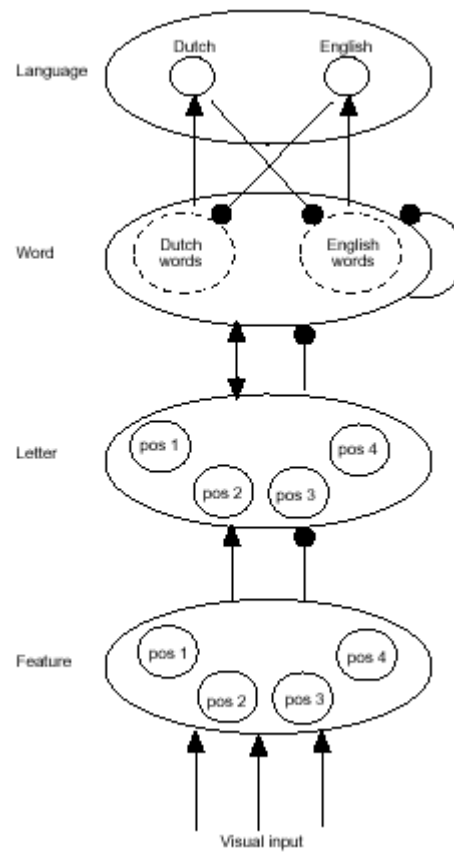 Dutch English
Language
Word
Dutch
words
English
words
Letter
pos 1
pos 4
pos 2
pos 3
Feature
pos 1
pos 4
pos 2
pos 3
Visual input